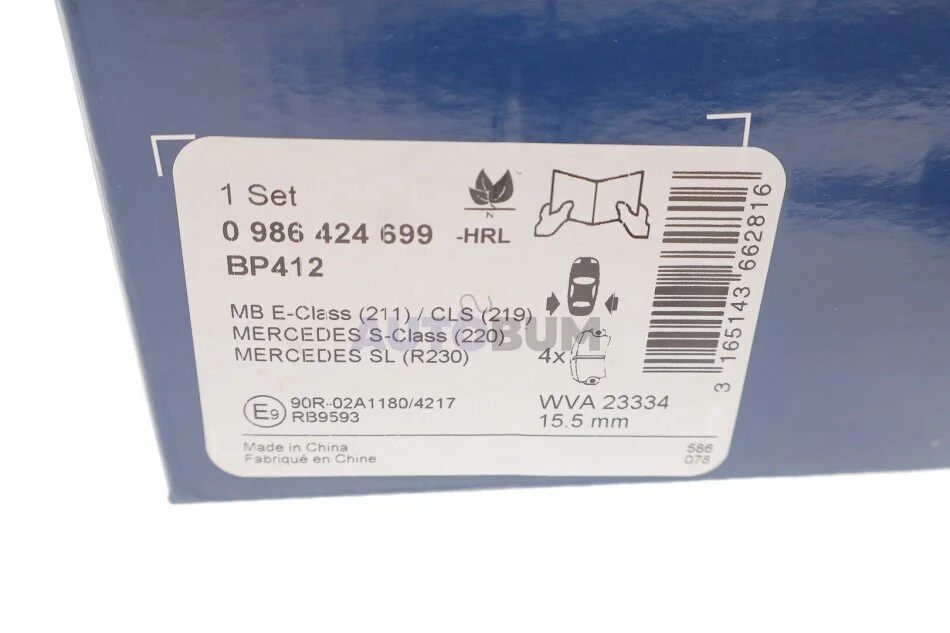 1 Set
0 986 424 699 -HRL
BP412
N
MB E-Class (211) / CLS (219)
MERCEDES S-Class (220)
MERCEDES SL (R230)
AUTOBUM
4x
E9
90R-02A1180/4217
RB9593
WVA 23334
15.5 mm
Made in China
Fabriqué en Chine
586
078
3 165143 662816